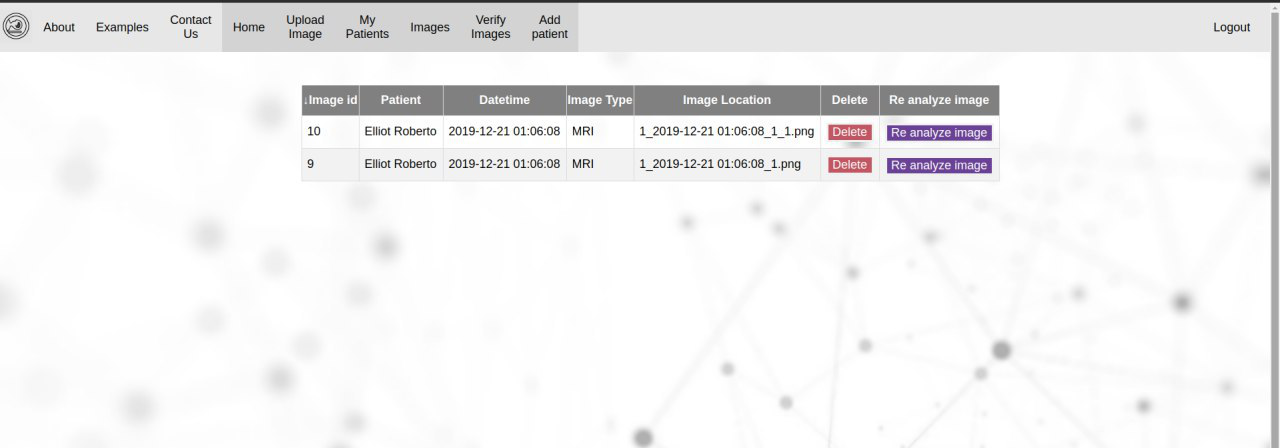 About Examples Contact Us Home Upload Image My Patients Images Verify Images Add patient Logout
↓Image id Patient Datetime Image Type Image Location Delete Re analyze image
10 Elliot Roberto 2019-12-21 01:06:08 MRI 1_2019-12-21 01:06:08_1_1.png Delete Re analyze image
9 Elliot Roberto 2019-12-21 01:06:08 MRI 1_2019-12-21 01:06:08_1.png Delete Re analyze image